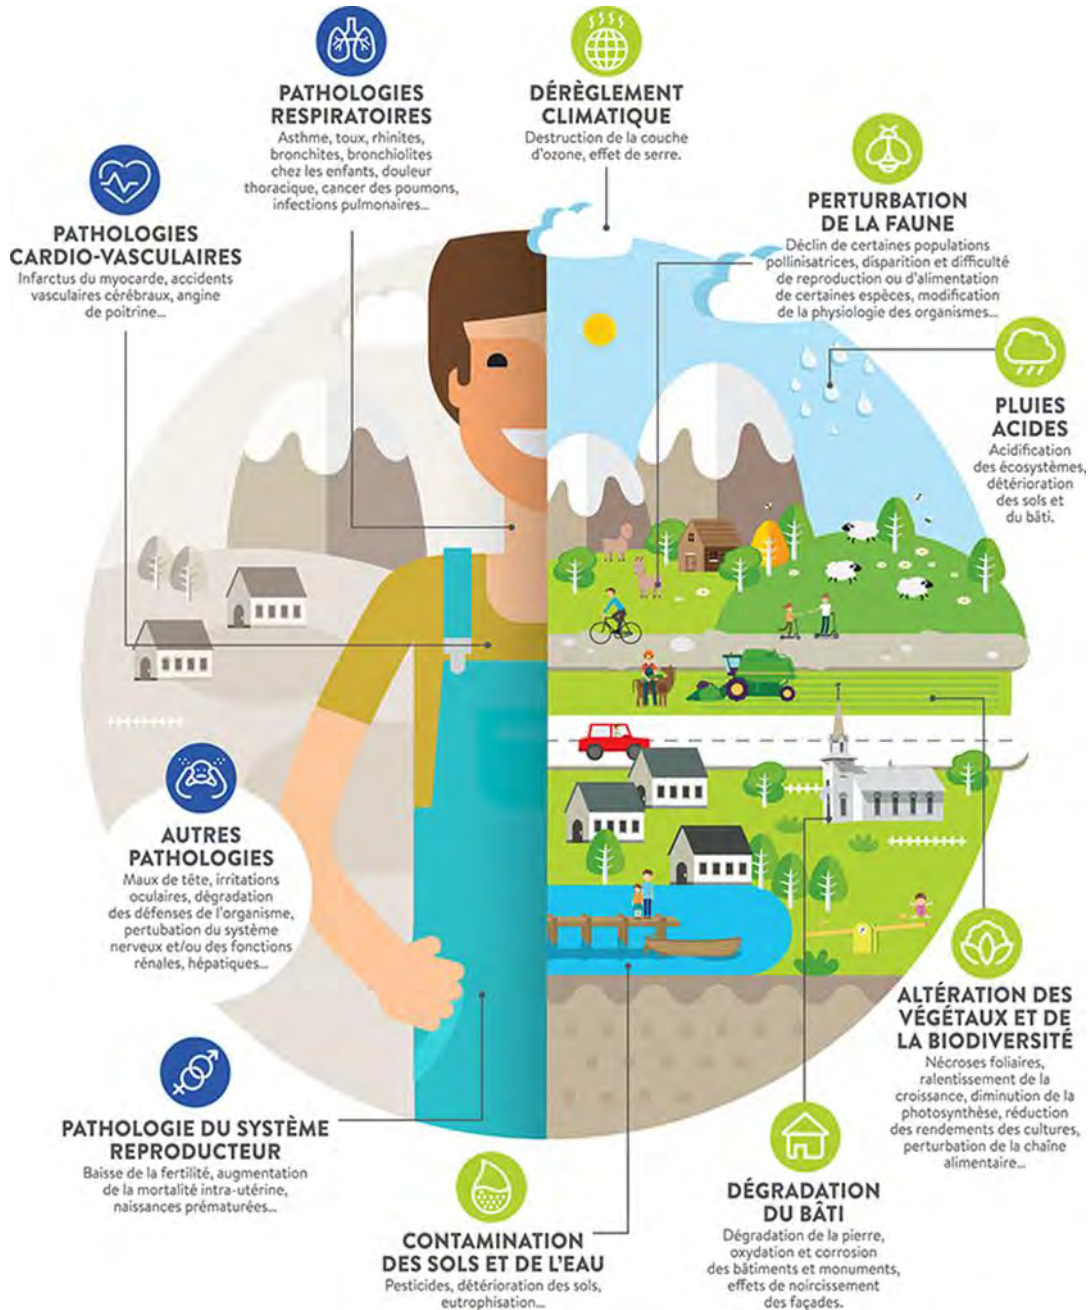 PATHOLOGIES
RESPIRATOIRES
Asthme, toux, rhinites,
bronchites, bronchiolites
chez les enfants, douleur
thoracique, cancer des poumons,
infections pulmonaires...
DÉRÈGLEMENT
CLIMATIQUE
Destruction de la couche
d'ozone, effet de serre.
PATHOLOGIES
CARDIO-VASCULAIRES
Infarctus du myocarde, accidents
vasculaires cérébraux, angine
de poitrine...
PERTURBATION
DE LA FAUNE
Déclin de certaines populations
pollinisatrices, disparition et difficulté
de reproduction ou d'alimentation
de certaines espèces, modification
de la physiologie des organismes...
PLUIES
ACIDES
Acidification
des écosystèmes,
détérioration
des sols et
du bâti.
AUTRES
PATHOLOGIES
Maux de tête, irritations
oculaires, dégradation
des défenses de l'organisme,
pertubation du système
nerveux et/ou des fonctions
rénales, hépatiques...
ALTÉRATION DES
VÉGÉTAUX ET DE
LA BIODIVERSITÉ
Nécroses foliaires,
ralentissement de la
croissance, diminution de la
photosynthèse, réduction
des rendements des cultures,
perturbation de la chaîne
alimentaire...
PATHOLOGIE DU SYSTÈME
REPRODUCTEUR
Baisse de la fertilité, augmentation
de la mortalité intra-utérine,
naissances prématurées...
CONTAMINATION
DES SOLS ET DE L'EAU
Pesticides, détérioration des sols,
eutrophisation...
DÉGRADATION
DU BÂTI
Dégradation de la pierre,
oxydation et corrosion
des bâtiments et monuments,
effets de noircissement
des façades.